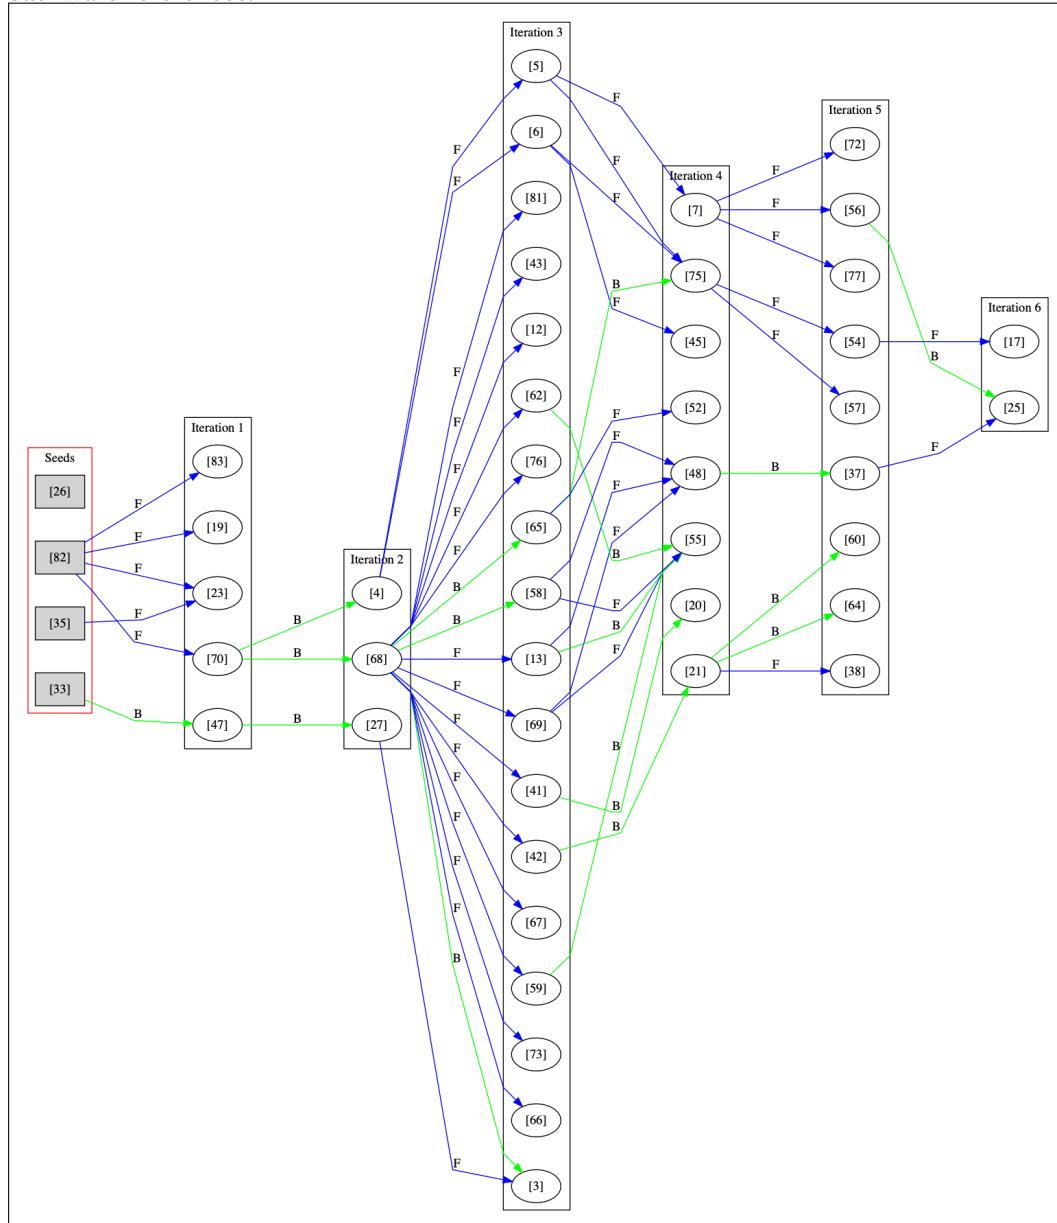 Seeds
[26]
[82]
[35]
[33]
F
F
F
F
F
B
Iteration 1
[83]
[19]
[23]
[70]
[47]
B
B
B
Iteration 2
[4]
[68]
[27]
F
F
F
F
F
F
F
B
B
F
F
F
F
F
F
F
F
B
F
Iteration 3
[5]
[6]
[81]
[43]
[12]
[62]
[76]
[65]
[58]
[13]
[69]
[41]
[42]
[67]
[59]
[73]
[66]
[3]
F
F
F
B
F
F
F
F
F
B
F
B
F
B
B
B
Iteration 4
[7]
[75]
[45]
[52]
[48]
[55]
[20]
[21]
F
F
F
F
F
B
B
B
F
Iteration 5
[72]
[56]
[77]
[54]
[57]
[37]
[60]
[64]
[38]
F
B
F
Iteration 6
[17]
[25]